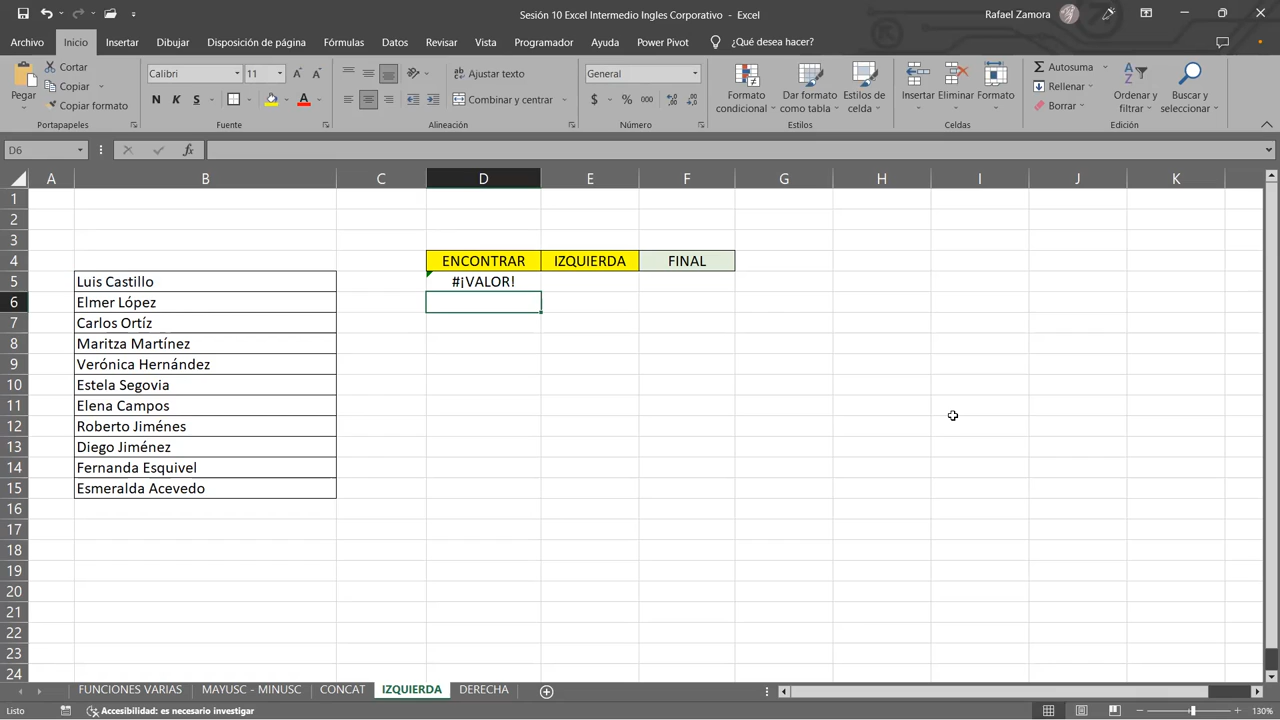 Sesión 10 Excel Intermedio Ingles Corporativo - Excel
Rafael Zamora
Archivo Inicio Insertar Dibujar Disposición de página Fórmulas Datos Revisar Vista Programador Ayuda Power Pivot ¿Qué desea hacer?
Pegar
Cortar
Copiar
Copiar formato
Portapapeles
Calibri 11
N K S
Fuente
Ajustar texto
Combinar y centrar
Alineación
General
$ % 000
Número
Formato condicional
Dar formato como tabla
Estilos de celda
Estilos
Insertar Eliminar Formato
Celdas
Autosuma
Rellenar
Borrar
Ordenar y filtrar
Buscar y seleccionar
Edición
D6
fx
A B C D E F G H I J K
1
2
3
4 ENCONTRAR IZQUIERDA FINAL
5 Luis Castillo #¡VALOR!
6 Elmer López
7 Carlos Ortíz
8 Maritza Martínez
9 Verónica Hernández
10 Estela Segovia
11 Elena Campos
12 Roberto Jiménes
13 Diego Jiménez
14 Fernanda Esquivel
15 Esmeralda Acevedo
16
17
18
19
20
21
22
23
24
FUNCIONES VARIAS MAYUSC - MINUSC CONCAT IZQUIERDA DERECHA
Listo Accesibilidad: es necesario investigar 130%